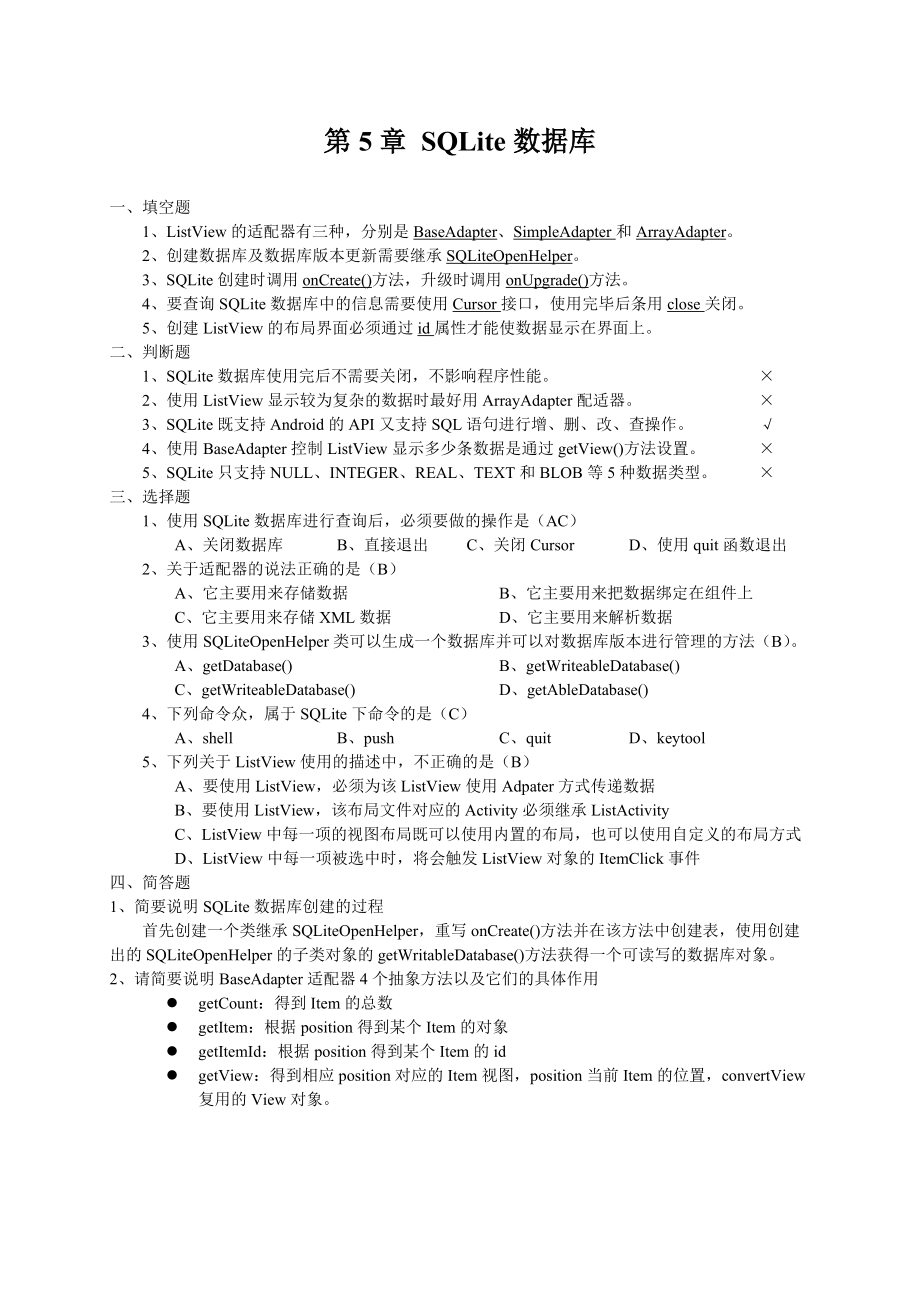 第 5 章 SQLite 数据库
一、填空题
1、ListView 的适配器有三种，分别是 BaseAdapter、SimpleAdapter 和 ArrayAdapter。
2、创建数据库及数据库版本更新需要继承 SQLiteOpenHelper。
3、SQLite 创建时调用 onCreate()方法，升级时调用 onUpgrade()方法。
4、要查询 SQLite 数据库中的信息需要使用 Cursor 接口，使用完毕后条用 close 关闭。
5、创建 ListView 的布局界面必须通过 id 属性才能使数据显示在界面上。
二、判断题
1、SQLite 数据库使用完后不需要关闭，不影响程序性能。 ×
2、使用 ListView 显示较为复杂的数据时最好用 ArrayAdapter 配适器。 ×
3、SQLite 既支持 Android 的 API 又支持 SQL 语句进行增、删、改、查操作。 √
4、使用 BaseAdapter 控制 ListView 显示多少条数据是通过 getView()方法设置。 ×
5、SQLite 只支持 NULL、INTEGER、REAL、TEXT 和 BLOB 等 5 种数据类型。 ×
三、选择题
1、使用 SQLite 数据库进行查询后，必须要做的操作是（AC）
A、关闭数据库 B、直接退出 C、关闭 Cursor D、使用 quit 函数退出
2、关于适配器的说法正确的是（B）
A、它主要用来存储数据 B、它主要用来把数据绑定在组件上
C、它主要用来存储 XML 数据 D、它主要用来解析数据
3、使用 SQLiteOpenHelper 类可以生成一个数据库并可以对数据库版本进行管理的方法（B）。
A、getDatabase() B、getWriteableDatabase()
C、getWriteableDatabase() D、getAbleDatabase()
4、下列命令众，属于 SQLite 下命令的是（C）
A、shell B、push C、quit D、keytool
5、下列关于 ListView 使用的描述中，不正确的是（B）
A、要使用 ListView，必须为该 ListView 使用 Adpater 方式传递数据
B、要使用 ListView，该布局文件对应的 Activity 必须继承 ListActivity
C、ListView 中每一项的视图布局既可以使用内置的布局，也可以使用自定义的布局方式
D、ListView 中每一项被选中时，将会触发 ListView 对象的 ItemClick 事件
四、简答题
1、简要说明 SQLite 数据库创建的过程
首先创建一个类继承 SQLiteOpenHelper，重写 onCreate()方法并在该方法中创建表，使用创建
出的 SQLiteOpenHelper 的子类对象的 getWritableDatabase()方法获得一个可读写的数据库对象。
2、请简要说明 BaseAdapter 适配器 4 个抽象方法以及它们的具体作用
● getCount：得到 Item 的总数
● getItem：根据 position 得到某个 Item 的对象
● getItemId：根据 position 得到某个 Item 的 id
● getView：得到相应 position 对应的 Item 视图，position 当前 Item 的位置，convertView
复用的 View 对象。